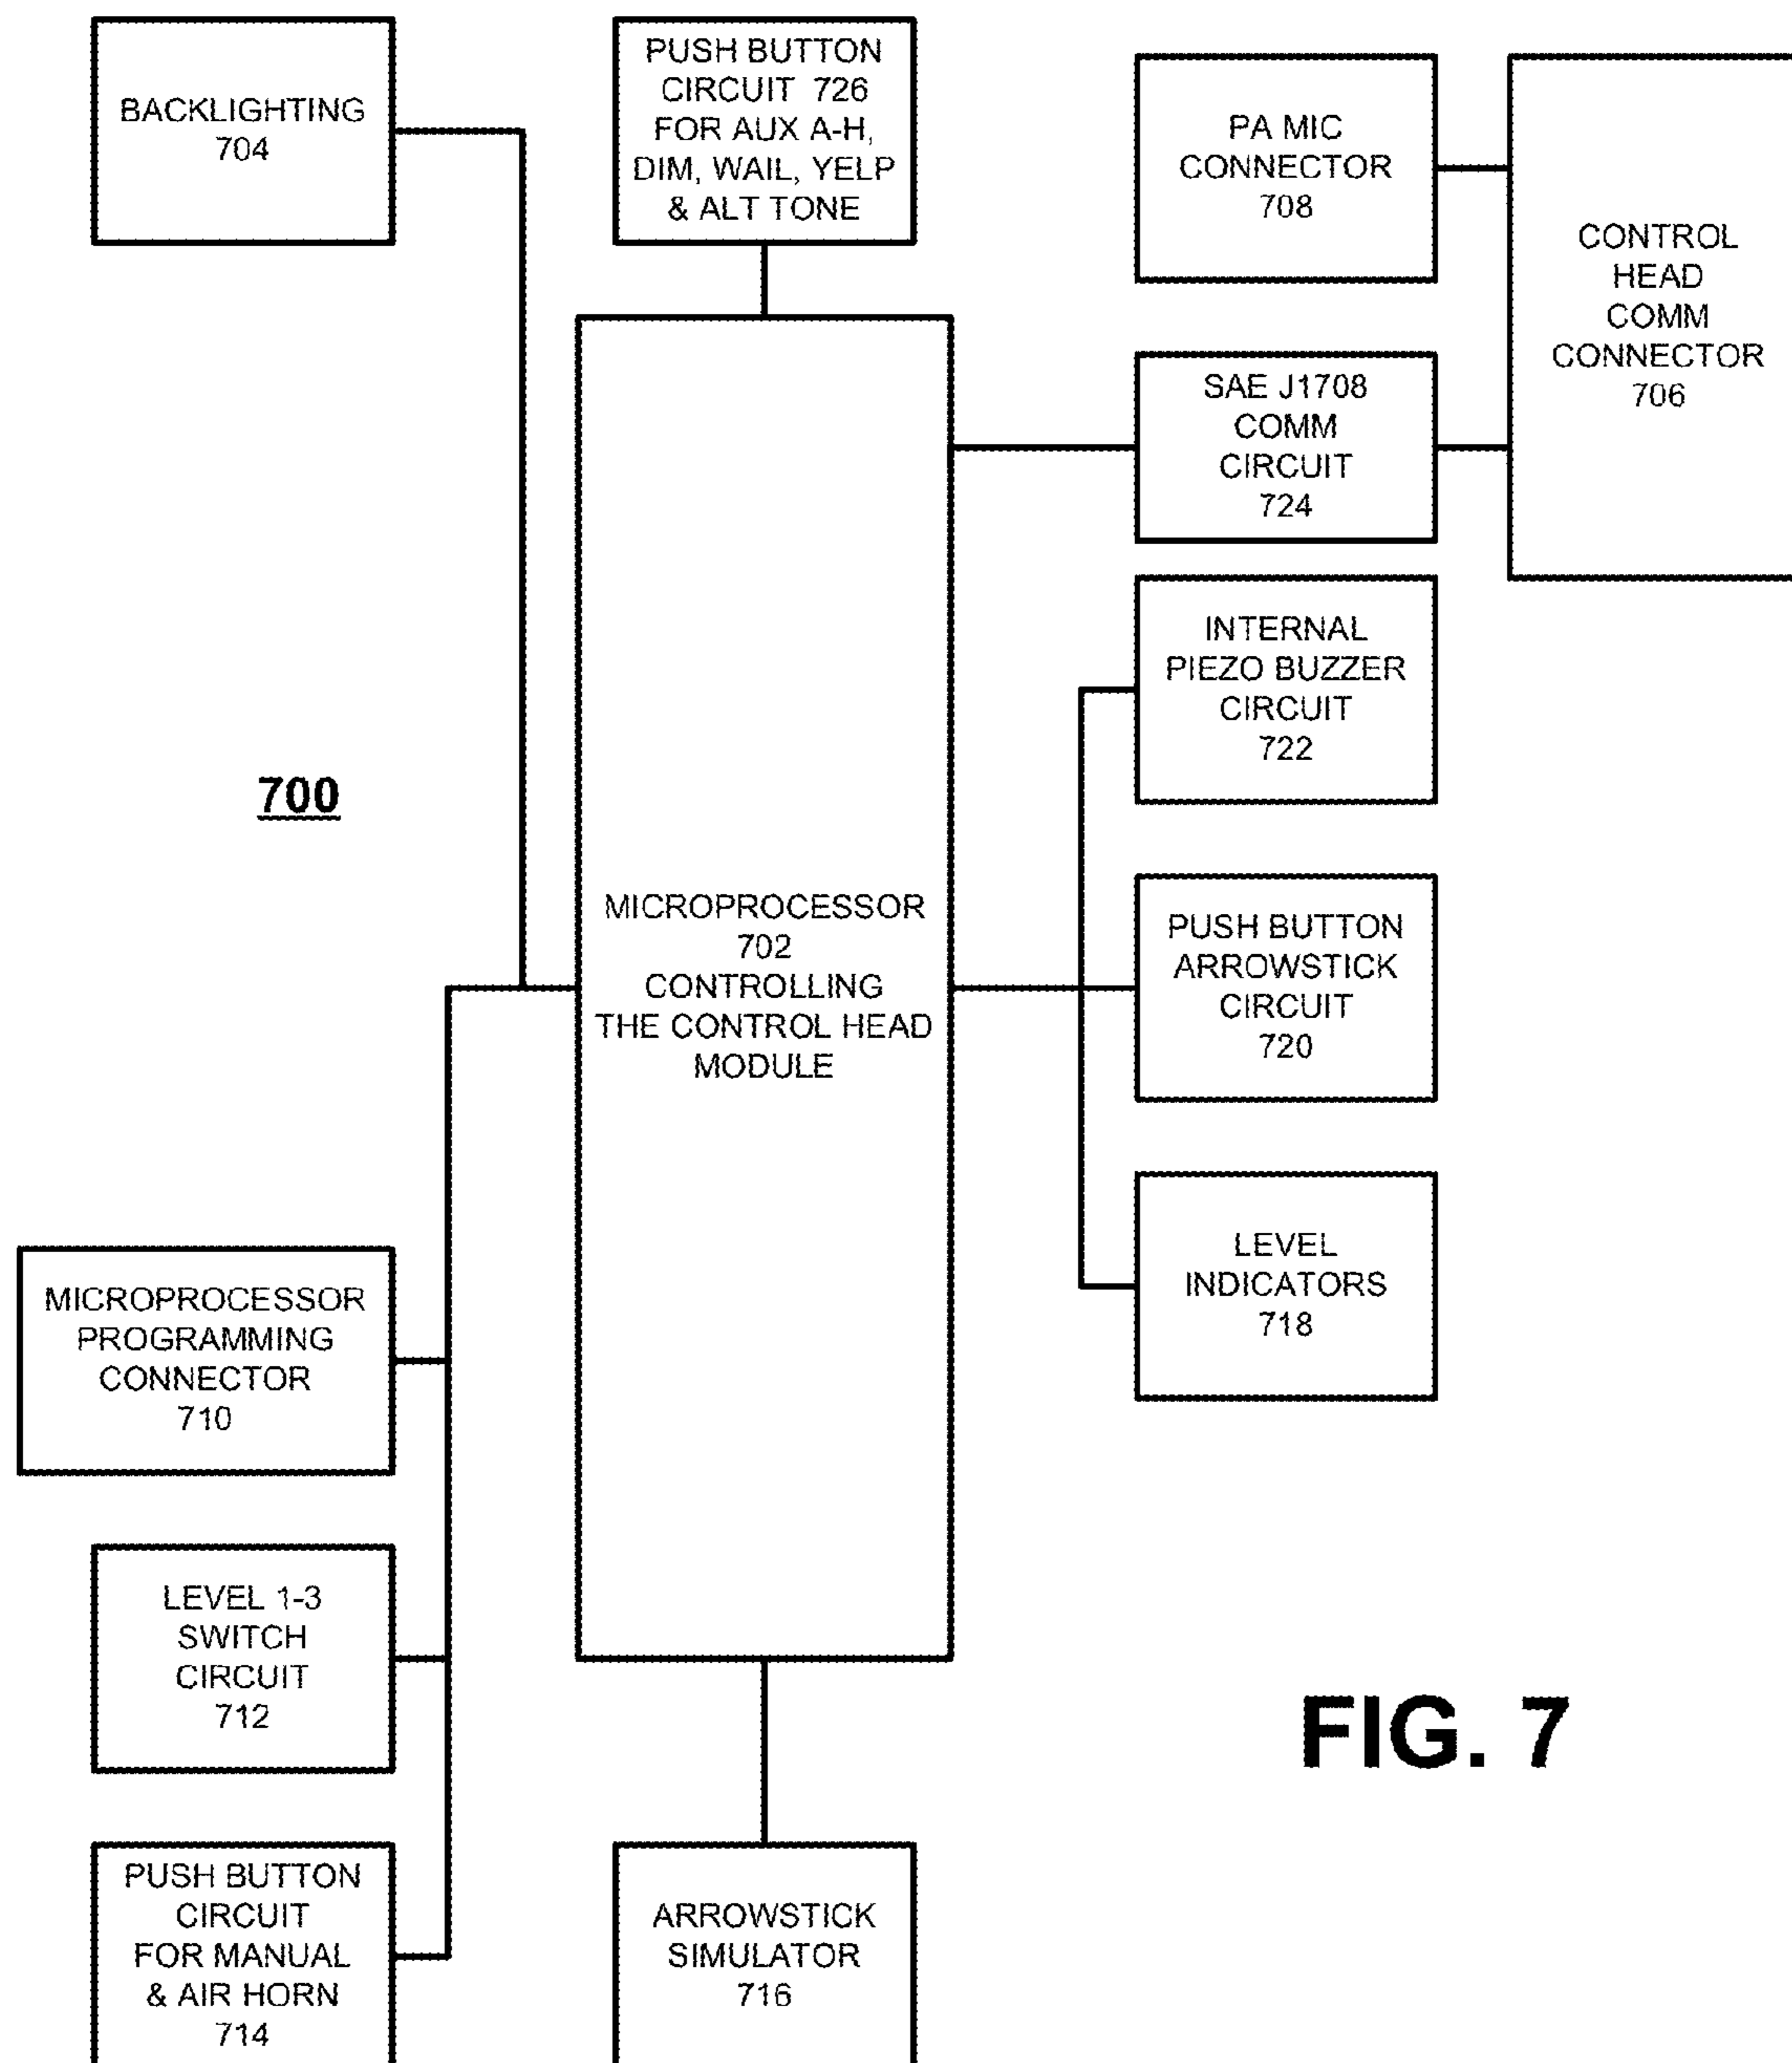 BACKLIGHTING
704
PUSH BUTTON
CIRCUIT 726
FOR AUX A-H,
DIM, WAIL, YELP
& ALT TONE
PA MIC
CONNECTOR
708
CONTROL
HEAD
COMM
CONNECTOR
706
SAE J1708
COMM
CIRCUIT
724
INTERNAL
PIEZO BUZZER
CIRCUIT
722
700
MICROPROCESSOR
702
CONTROLLING
THE CONTROL HEAD
MODULE
PUSH BUTTON
ARROWSTICK
CIRCUIT
720
LEVEL
INDICATORS
718
MICROPROCESSOR
PROGRAMMING
CONNECTOR
710
LEVEL 1-3
SWITCH
CIRCUIT
712
FIG. 7
PUSH BUTTON
CIRCUIT
FOR MANUAL
& AIR HORN
714
ARROWSTICK
SIMULATOR
716